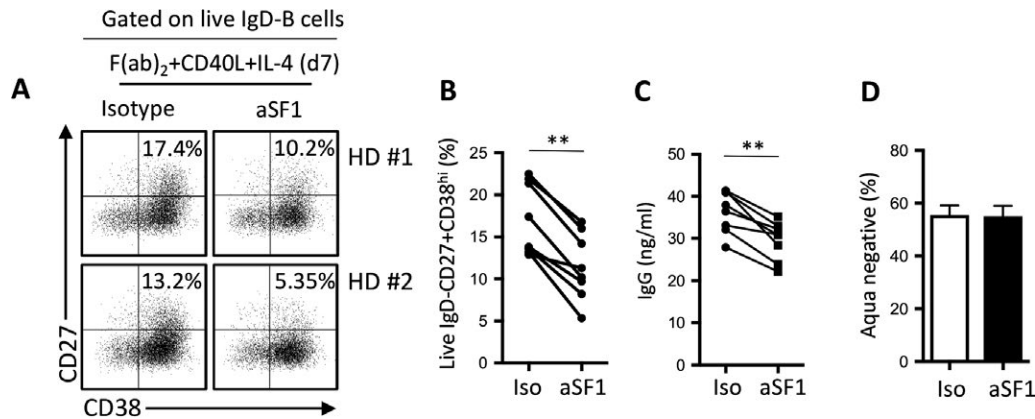 Gated on live IgD-B cells
F(ab)₂+CD40L+IL-4 (d7)
A
Isotype
aSF1
17.4%
10.2%
HD #1
13.2%
5.35%
HD #2
CD27
CD38
B
**
Live IgD-CD27+CD38ʰⁱ (%)
25
20
15
10
5
0
Iso
aSF1
C
**
IgG (ng/ml)
50
40
30
20
10
0
Iso
aSF1
D
Aqua negative (%)
80
60
40
20
0
Iso
aSF1